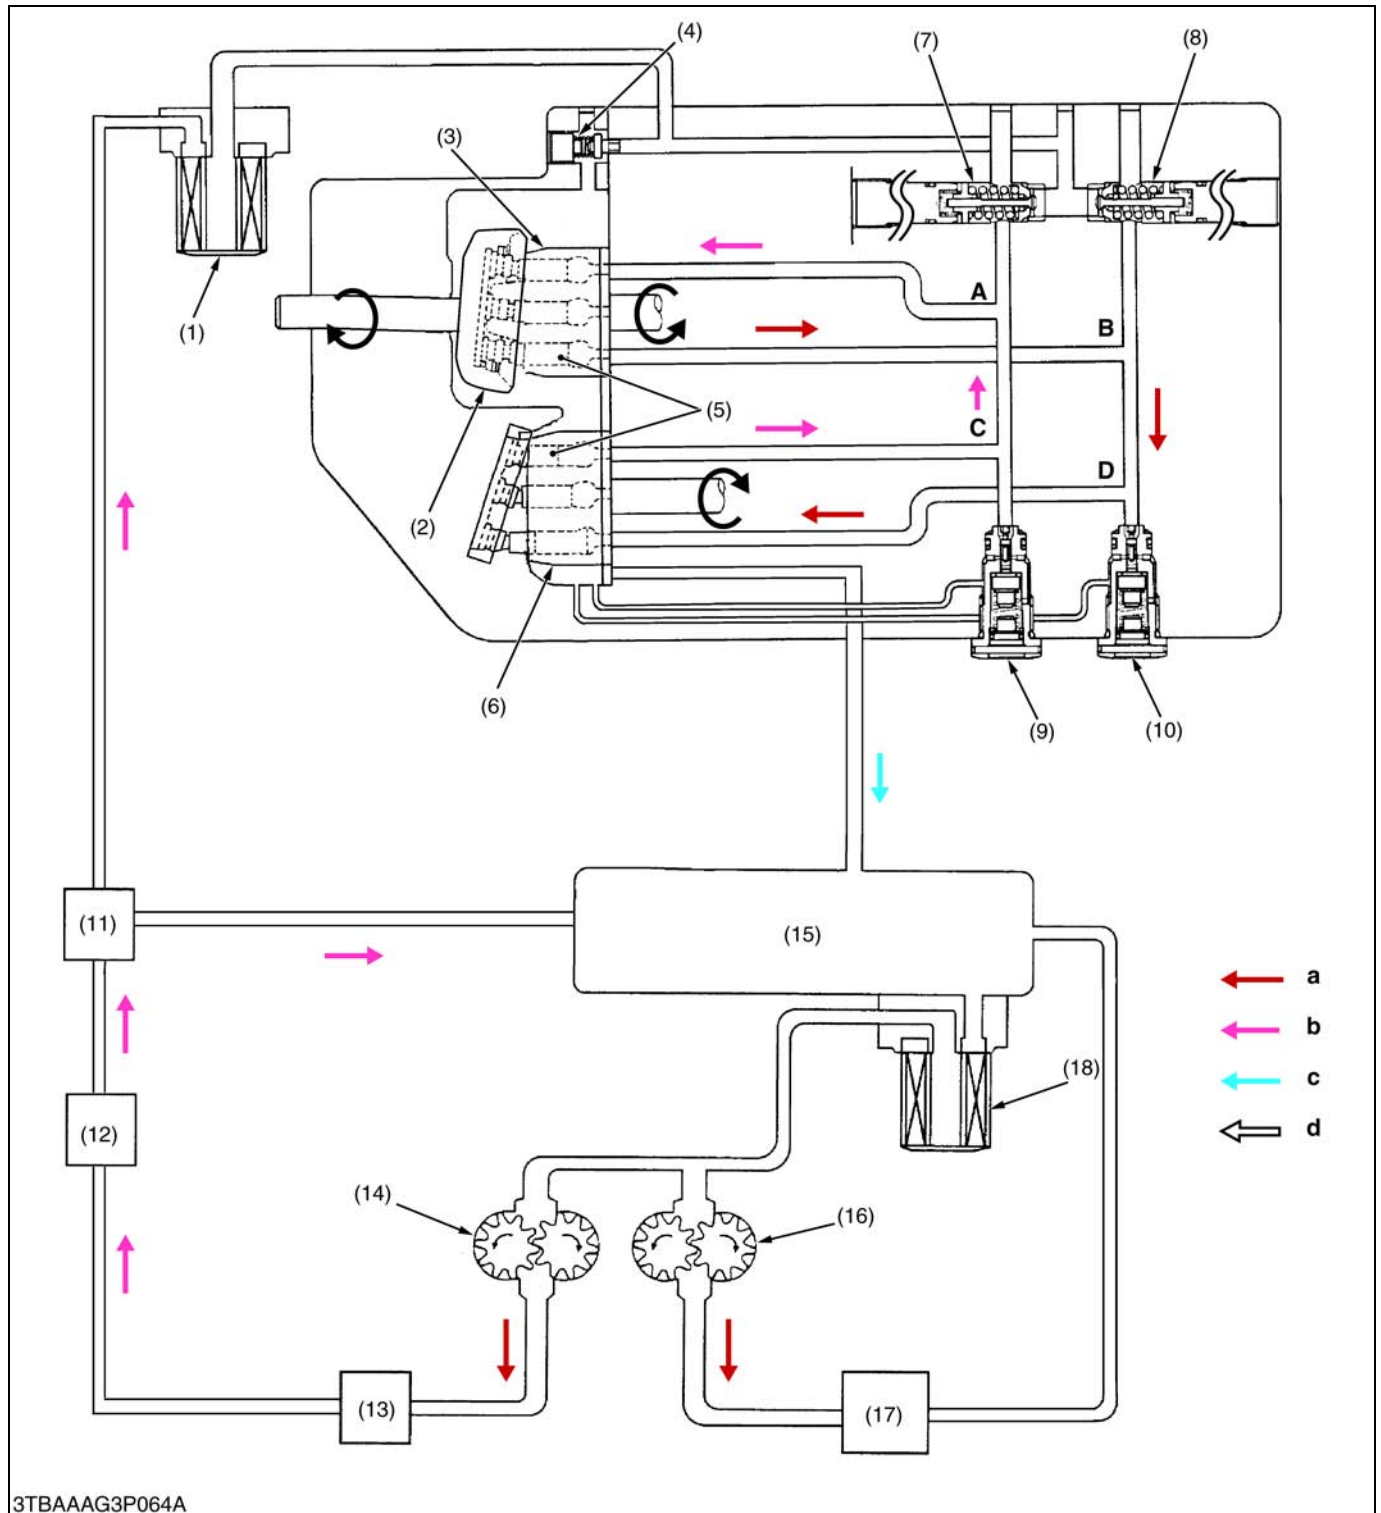 (4)
(7)
(8)
(3)
(1)
A
B
(5)
C
D
(2)
(6)
(9)
(10)
(11)
(15)
a
b
(18)
c
(12)
d
(14)
(16)
(13)
(17)
3TBAAAG3P064A